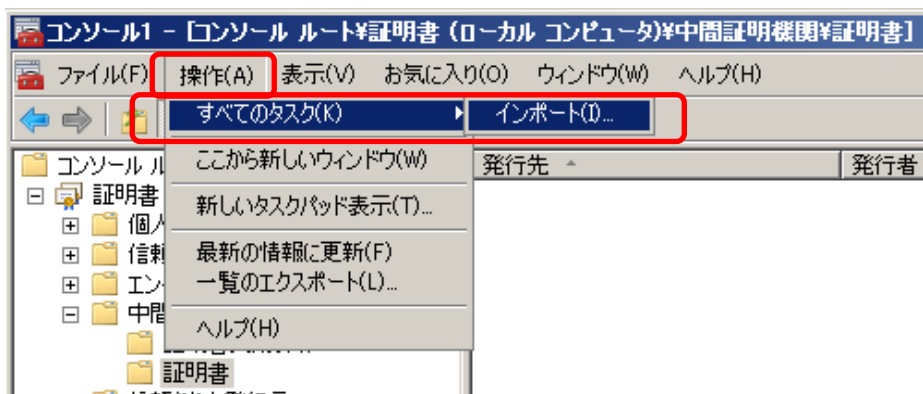 コンソール1 - [コンソール ルート¥証明書 (ローカル コンピュータ)¥中間証明機関¥証明書]
ファイル(F) 操作(A) 表示(V) お気に入り(O) ウィンドウ(W) ヘルプ(H)
すべてのタスク(K) インポート(I)...
ここから新しいウィンドウ(W)
新しいタスクパッド表示(T)...
最新の情報に更新(F)
一覧のエクスポート(L)...
ヘルプ(H)
コンソール ル
証明書
個人
信頼
エン
中間
証明書
発行先 発行者